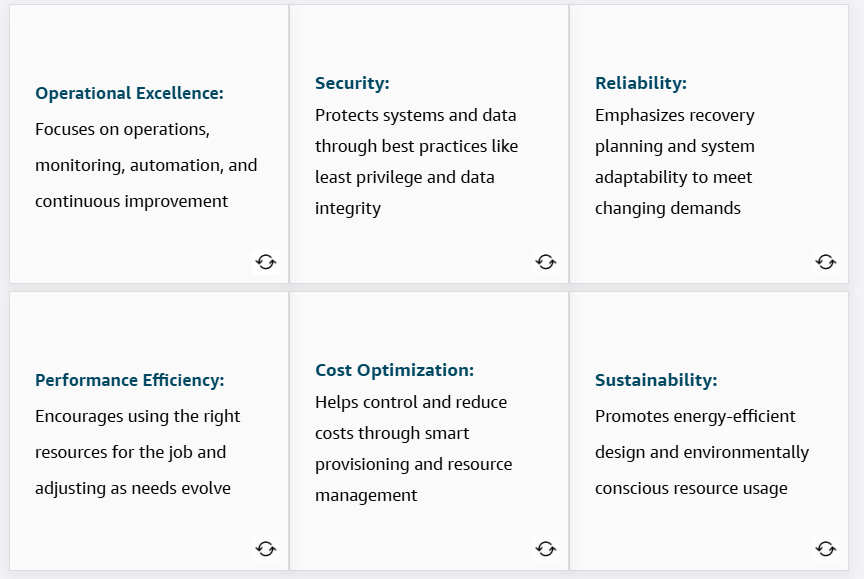 Operational Excellence:
Focuses on operations,
monitoring, automation, and
continuous improvement
Security:
Protects systems and data
through best practices like
least privilege and data
integrity
Reliability:
Emphasizes recovery
planning and system
adaptability to meet
changing demands
Performance Efficiency:
Encourages using the right
resources for the job and
adjusting as needs evolve
Cost Optimization:
Helps control and reduce
costs through smart
provisioning and resource
management
Sustainability:
Promotes energy-efficient
design and environmentally
conscious resource usage